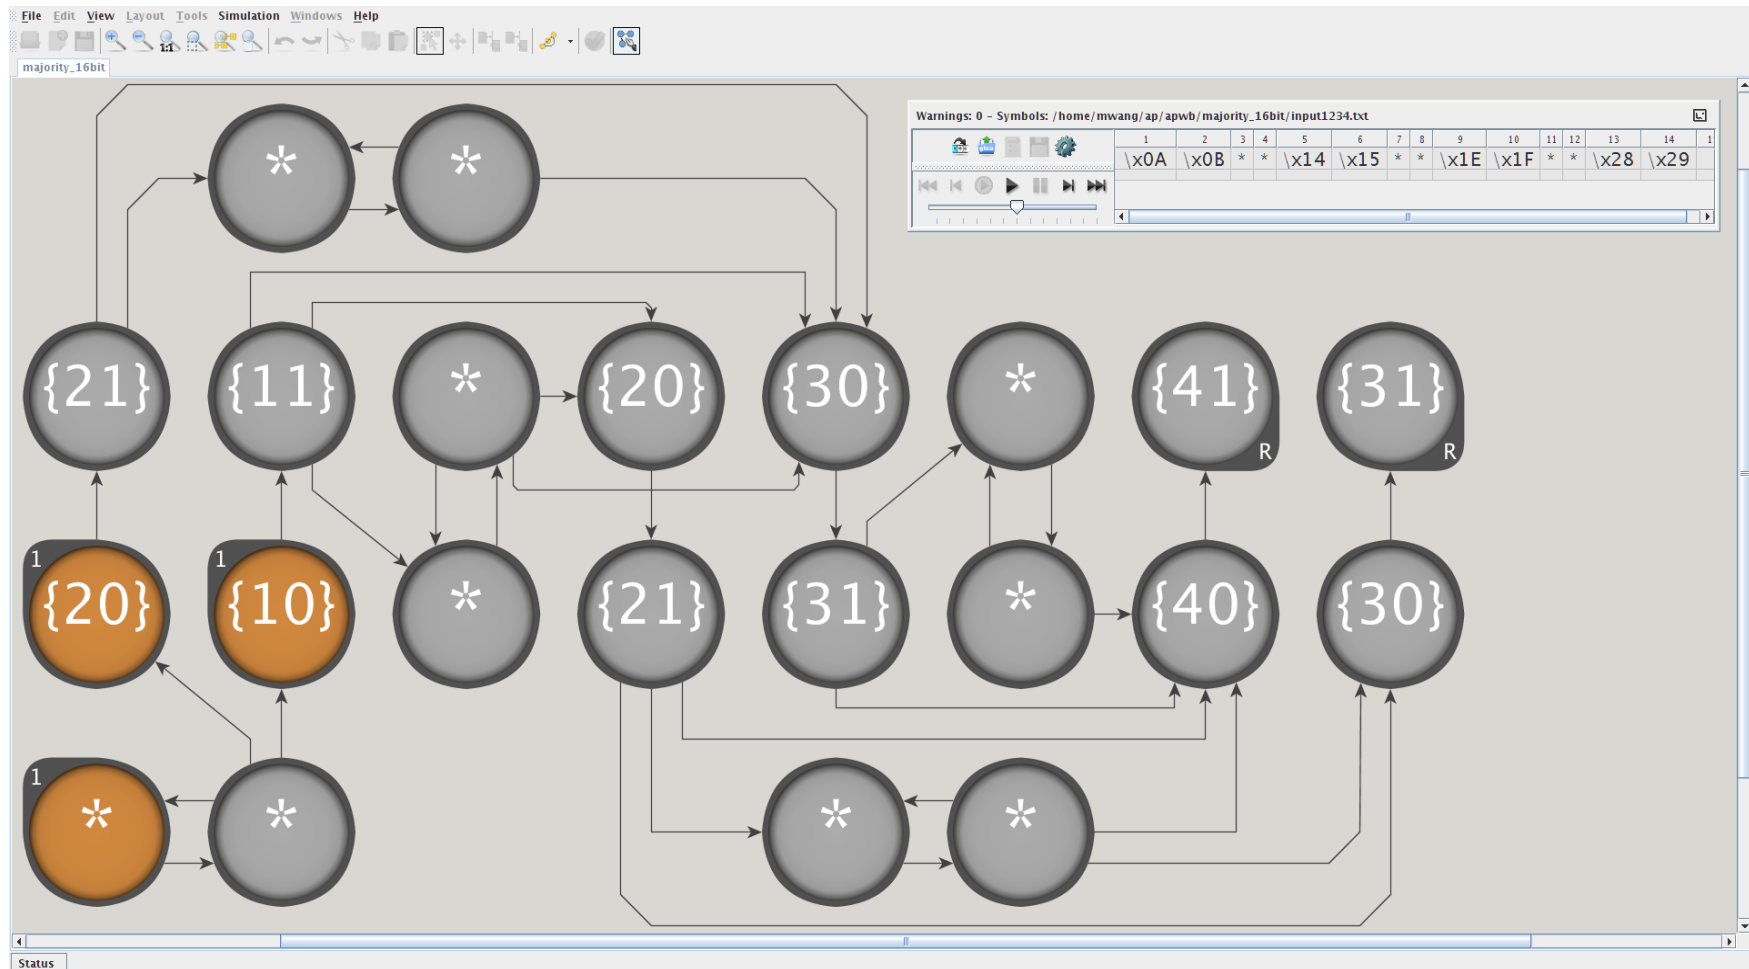 File Edit View Layout Tools Simulation Windows Help
1:1
majority_16bit
Warnings: 0 - Symbols: /home/mwang/ap/apwb/majority_16bit/input1234.txt
1 2 3 4 5 6 7 8 9 10 11 12 13 14 1
\x0A \x0B * * \x14 \x15 * * \x1E \x1F * * \x28 \x29
* *
{21} {11} * {20} {30} * {41} {31}
R R
1 1
{20} {10} * {21} {31} * {40} {30}
1
* * * *
Status